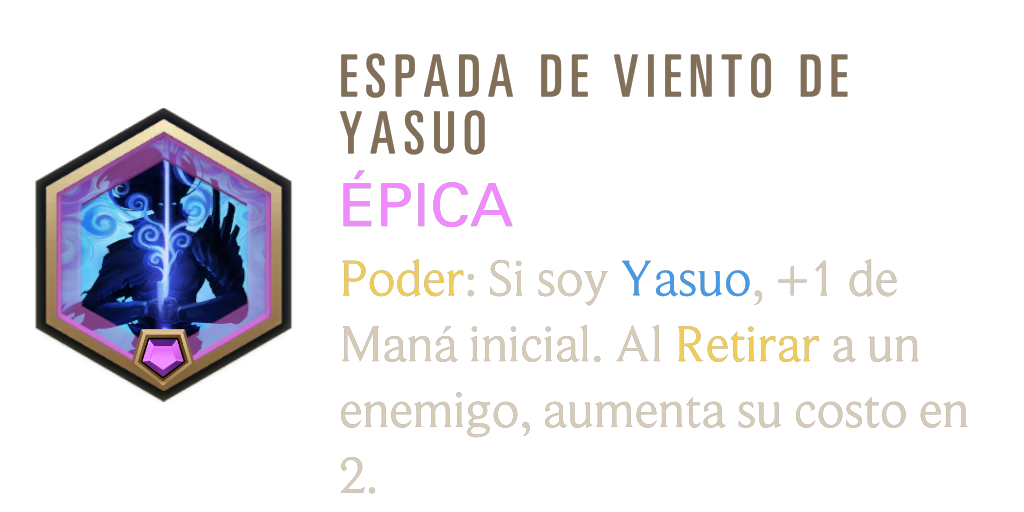 ESPADA DE VIENTO DE
YASUO
ÉPICA
Poder: Si soy Yasuo, +1 de
Maná inicial. Al Retirar a un
enemigo, aumenta su costo en
2.